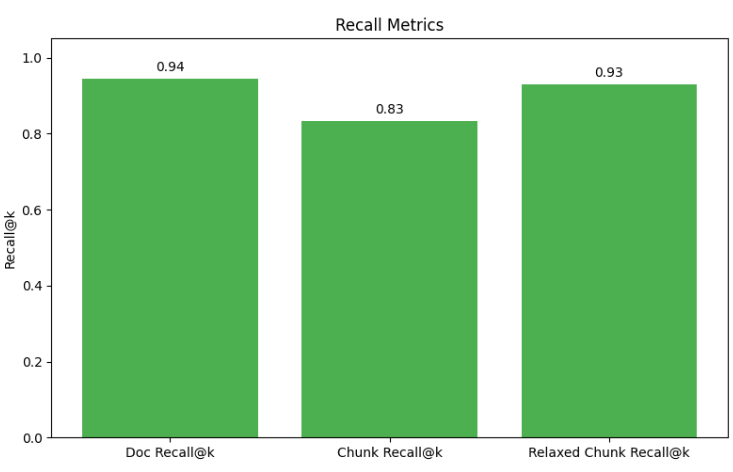 Recall Metrics
0.94
0.83
0.93
1.0
0.8
0.6
0.4
0.2
0.0
Recall@k
Doc Recall@k
Chunk Recall@k
Relaxed Chunk Recall@k